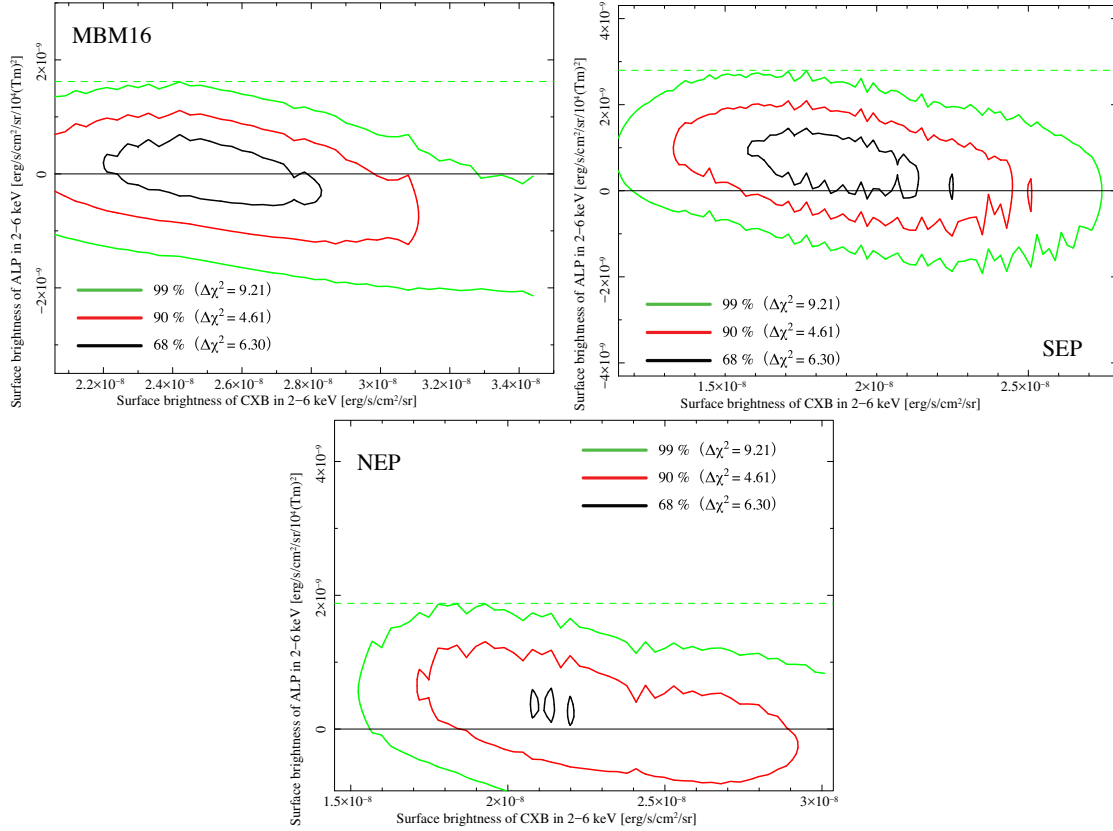 MBM16
Surface brightness of ALP in 2−6 keV [erg/s/cm²/sr/10⁴(Tm)²]
2×10⁻⁹
0
−2×10⁻⁹
99 % (Δχ² = 9.21)
90 % (Δχ² = 4.61)
68 % (Δχ² = 6.30)
2.2×10⁻⁸ 2.4×10⁻⁸ 2.6×10⁻⁸ 2.8×10⁻⁸ 3×10⁻⁸ 3.2×10⁻⁸ 3.4×10⁻⁸
Surface brightness of CXB in 2−6 keV [erg/s/cm²/sr]
Surface brightness of ALP in 2−6 keV [erg/s/cm²/sr/10⁴(Tm)²]
4×10⁻⁹
2×10⁻⁹
0
−2×10⁻⁹
−4×10⁻⁹
99 % (Δχ² = 9.21)
90 % (Δχ² = 4.61)
68 % (Δχ² = 6.30)
SEP
1.5×10⁻⁸ 2×10⁻⁸ 2.5×10⁻⁸
Surface brightness of CXB in 2−6 keV [erg/s/cm²/sr]
NEP
Surface brightness of ALP in 2−6 keV [erg/s/cm²/sr/10⁴(Tm)²]
4×10⁻⁹
2×10⁻⁹
0
99 % (Δχ² = 9.21)
90 % (Δχ² = 4.61)
68 % (Δχ² = 6.30)
1.5×10⁻⁸ 2×10⁻⁸ 2.5×10⁻⁸ 3×10⁻⁸
Surface brightness of CXB in 2−6 keV [erg/s/cm²/sr]